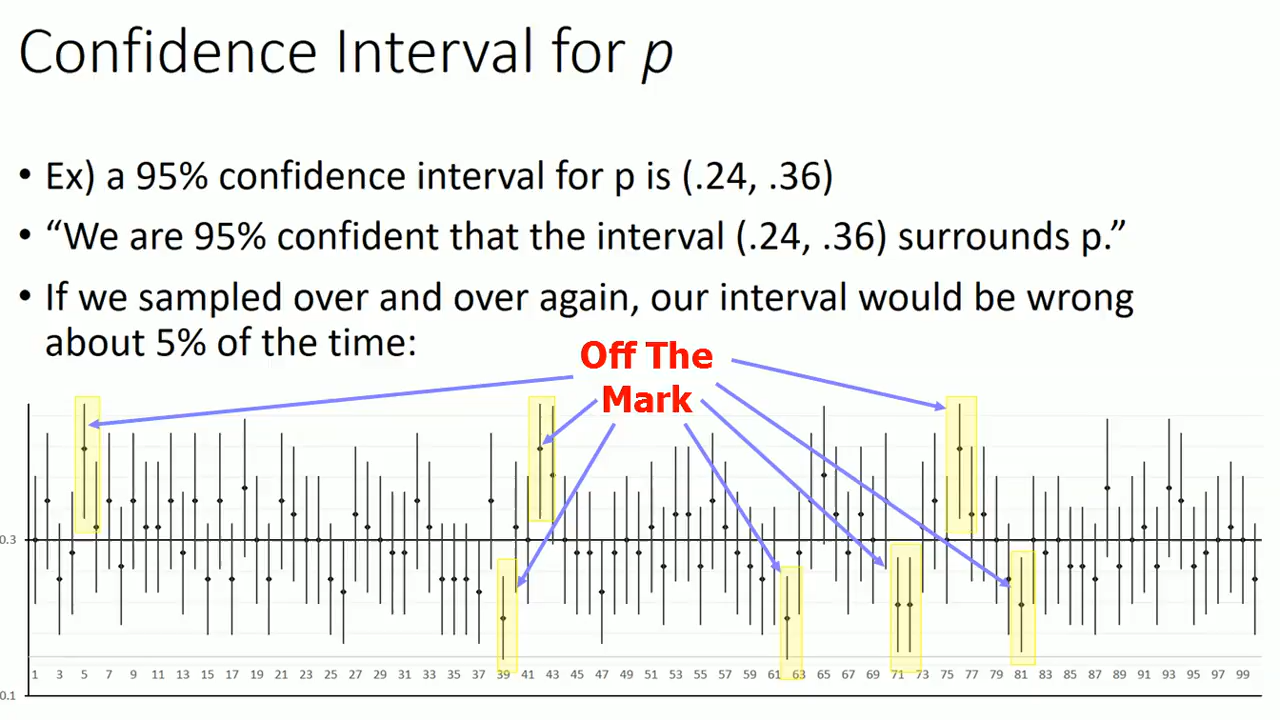 Confidence Interval for p
• Ex) a 95% confidence interval for p is (.24, .36)
• “We are 95% confident that the interval (.24, .36) surrounds p.”
• If we sampled over and over again, our interval would be wrong
about 5% of the time:
Off The
Mark
0.3
1 3 5 7 9 11 13 15 17 19 21 23 25 27 29 31 33 35 37 39 41 43 45 47 49 51 53 55 57 59 61 63 65 67 69 71 73 75 77 79 81 83 85 87 89 91 93 95 97 99
0.1